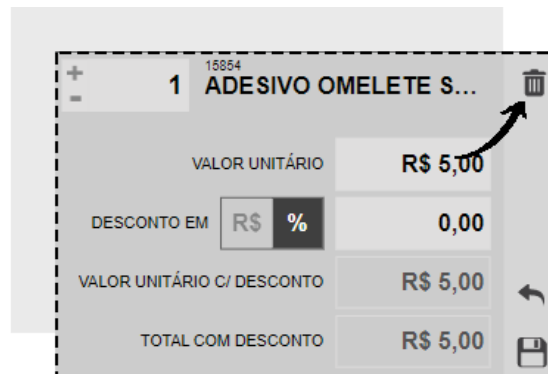 +
-
1
15854
ADESIVO OMELETE S...
VALOR UNITÁRIO R$ 5,00
DESCONTO EM R$ % 0,00
VALOR UNITÁRIO C/ DESCONTO R$ 5,00
TOTAL COM DESCONTO R$ 5,00